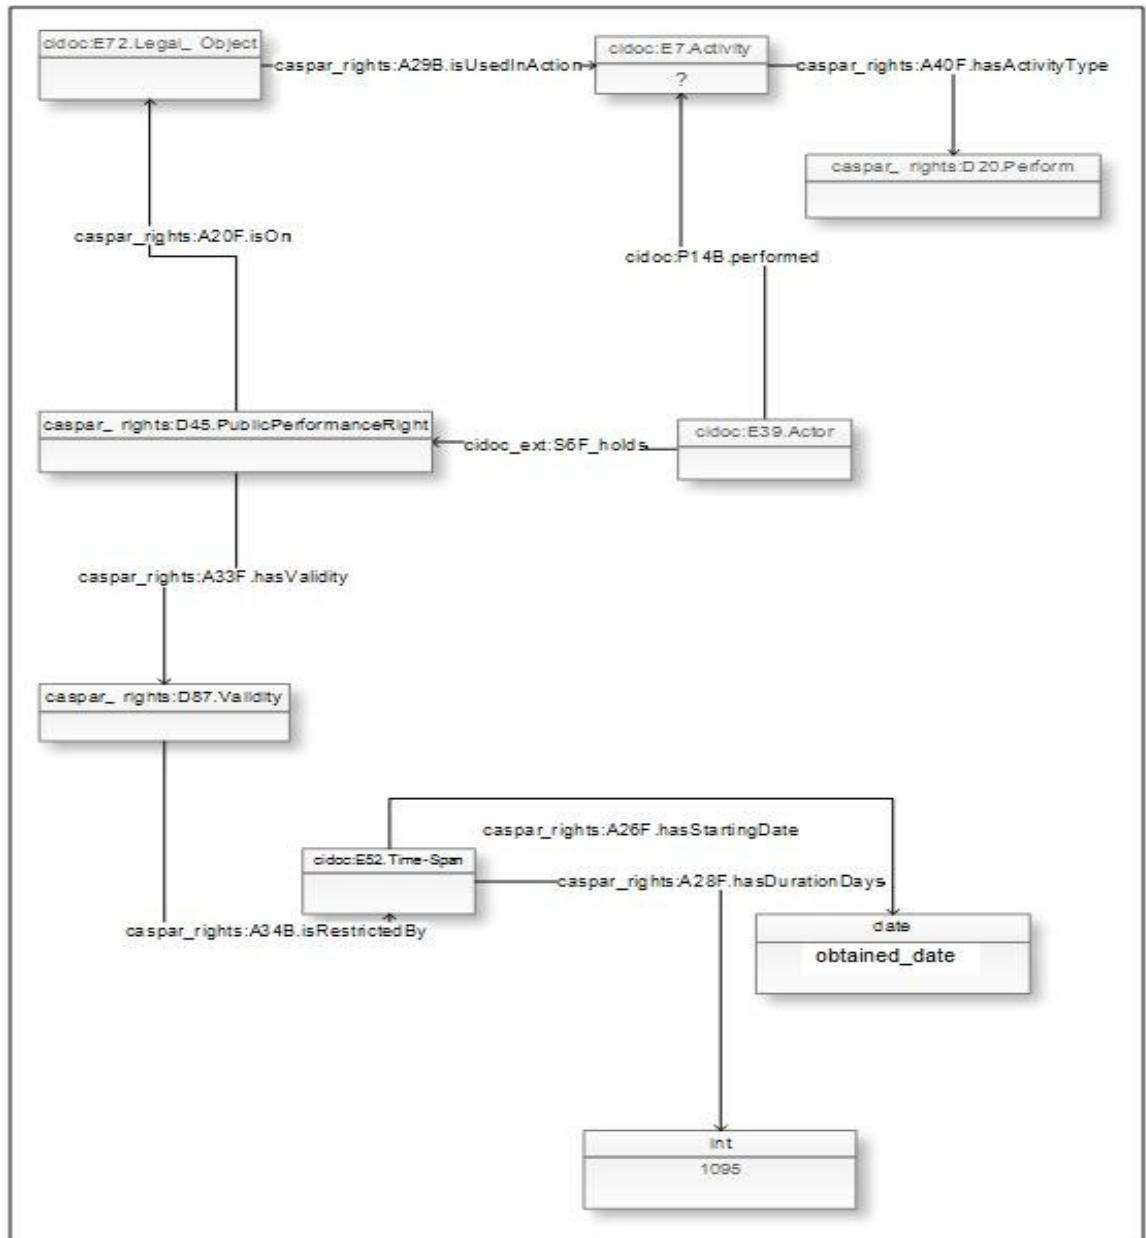 cidoc:E72.Legal_ Object
cidoc:E7.Activity
caspar_rights:A29B.isUsedInAction
caspar_rights:A40F.hasActivityType
?
caspar_ rights:D20.Perform
caspar_rights:A20F.isOn
cidoc:P14B.performed
caspar_ rights:D45.PublicPerformanceRight
cidoc_ext:S6F_holds
cidoc:E39.Actor
caspar_rights:A33F.hasValidity
caspar_ rights:D87.Validity
caspar_rights:A26F.hasStartingDate
cidoc:E52.Time-Span
caspar_rights:A28F.hasDurationDays
caspar_rights:A34B.isRestrictedBy
date
obtained_date
int
1095